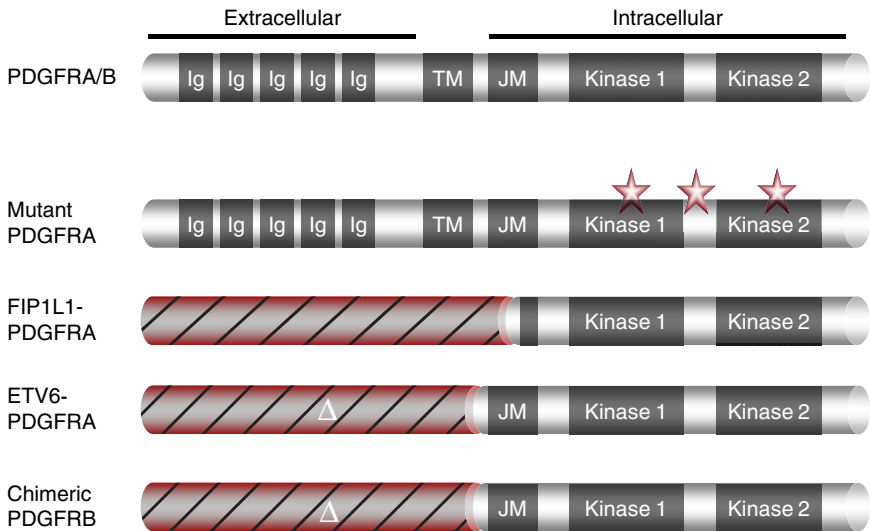 Extracellular Intracellular
PDGFRA/B Ig Ig Ig Ig Ig TM JM Kinase 1 Kinase 2
Mutant
PDGFRA Ig Ig Ig Ig Ig TM JM Kinase 1 Kinase 2
FIP1L1-
PDGFRA Kinase 1 Kinase 2
ETV6-
PDGFRA Δ JM Kinase 1 Kinase 2
Chimeric
PDGFRB Δ JM Kinase 1 Kinase 2